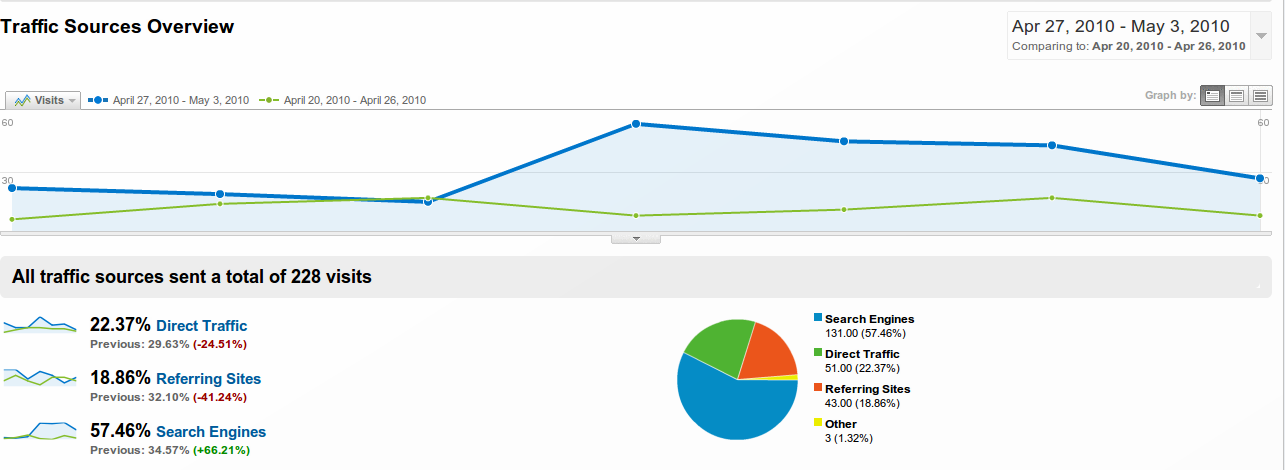 Traffic Sources Overview
Apr 27, 2010 - May 3, 2010
Comparing to: Apr 20, 2010 - Apr 26, 2010
Visits
April 27, 2010 - May 3, 2010
April 20, 2010 - April 26, 2010
Graph by:
60
60
30
30
All traffic sources sent a total of 228 visits
22.37% Direct Traffic
Previous: 29.63% (-24.51%)
18.86% Referring Sites
Previous: 32.10% (-41.24%)
57.46% Search Engines
Previous: 34.57% (+66.21%)
Search Engines
131.00 (57.46%)
Direct Traffic
51.00 (22.37%)
Referring Sites
43.00 (18.86%)
Other
3 (1.32%)